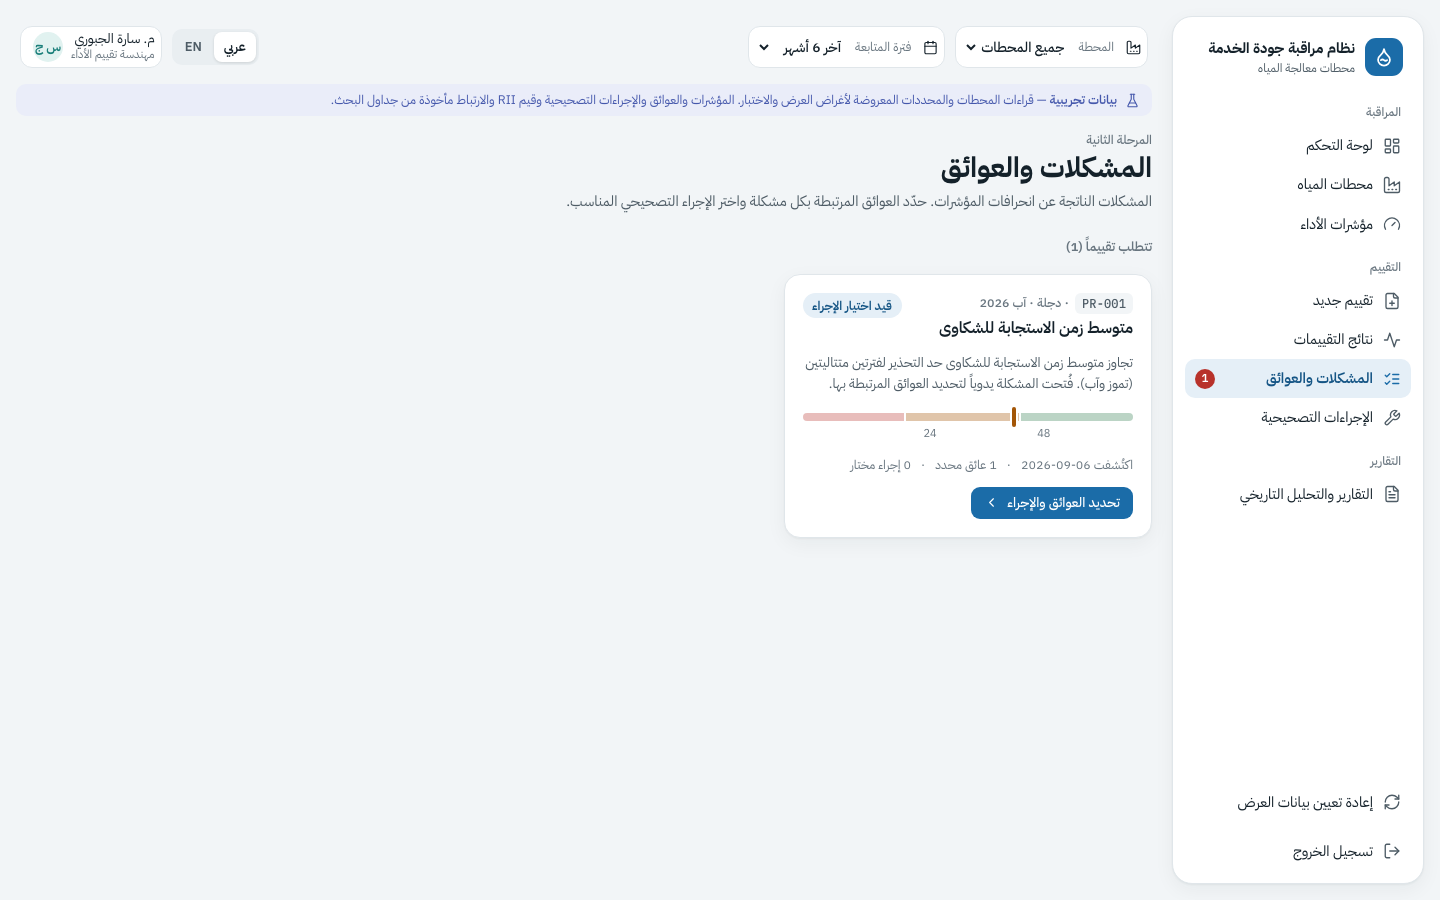 نظام مراقبة جودة الخدمة
محطات معالجة المياه
المراقبة
لوحة التحكم
محطات المياه
مؤشرات الأداء
التقييم
تقييم جديد
نتائج التقييمات
المشكلات والعوائق 1
الإجراءات التصحيحية
التقارير
التقارير والتحليل التاريخي
إعادة تعيين بيانات العرض
تسجيل الخروج
المحطة جميع المحطات
فترة المتابعة آخر 6 أشهر
عربي EN
م. سارة الجبوري
مهندسة تقييم الأداء
س ج
بيانات تجريبية — قراءات المحطات والمحددات المعروضة لأغراض العرض والاختبار. المؤشرات والعوائق والإجراءات التصحيحية وقيم RII والارتباط مأخوذة من جداول البحث.
المرحلة الثانية
المشكلات والعوائق
المشكلات الناتجة عن انحرافات المؤشرات. حدّد العوائق المرتبطة بكل مشكلة واختر الإجراء التصحيحي المناسب.
تتطلب تقييماً (1)
PR-001 · دجلة · آب 2026
قيد اختيار الإجراء
متوسط زمن الاستجابة للشكاوى
تجاوز متوسط زمن الاستجابة للشكاوى حد التحذير لفترتين متتاليتين
(تموز وآب). فُتحت المشكلة يدوياً لتحديد العوائق المرتبطة بها.
48 24
اكتُشفت 2026-09-06 · 1 عائق محدد · 0 إجراء مختار
تحديد العوائق والإجراء